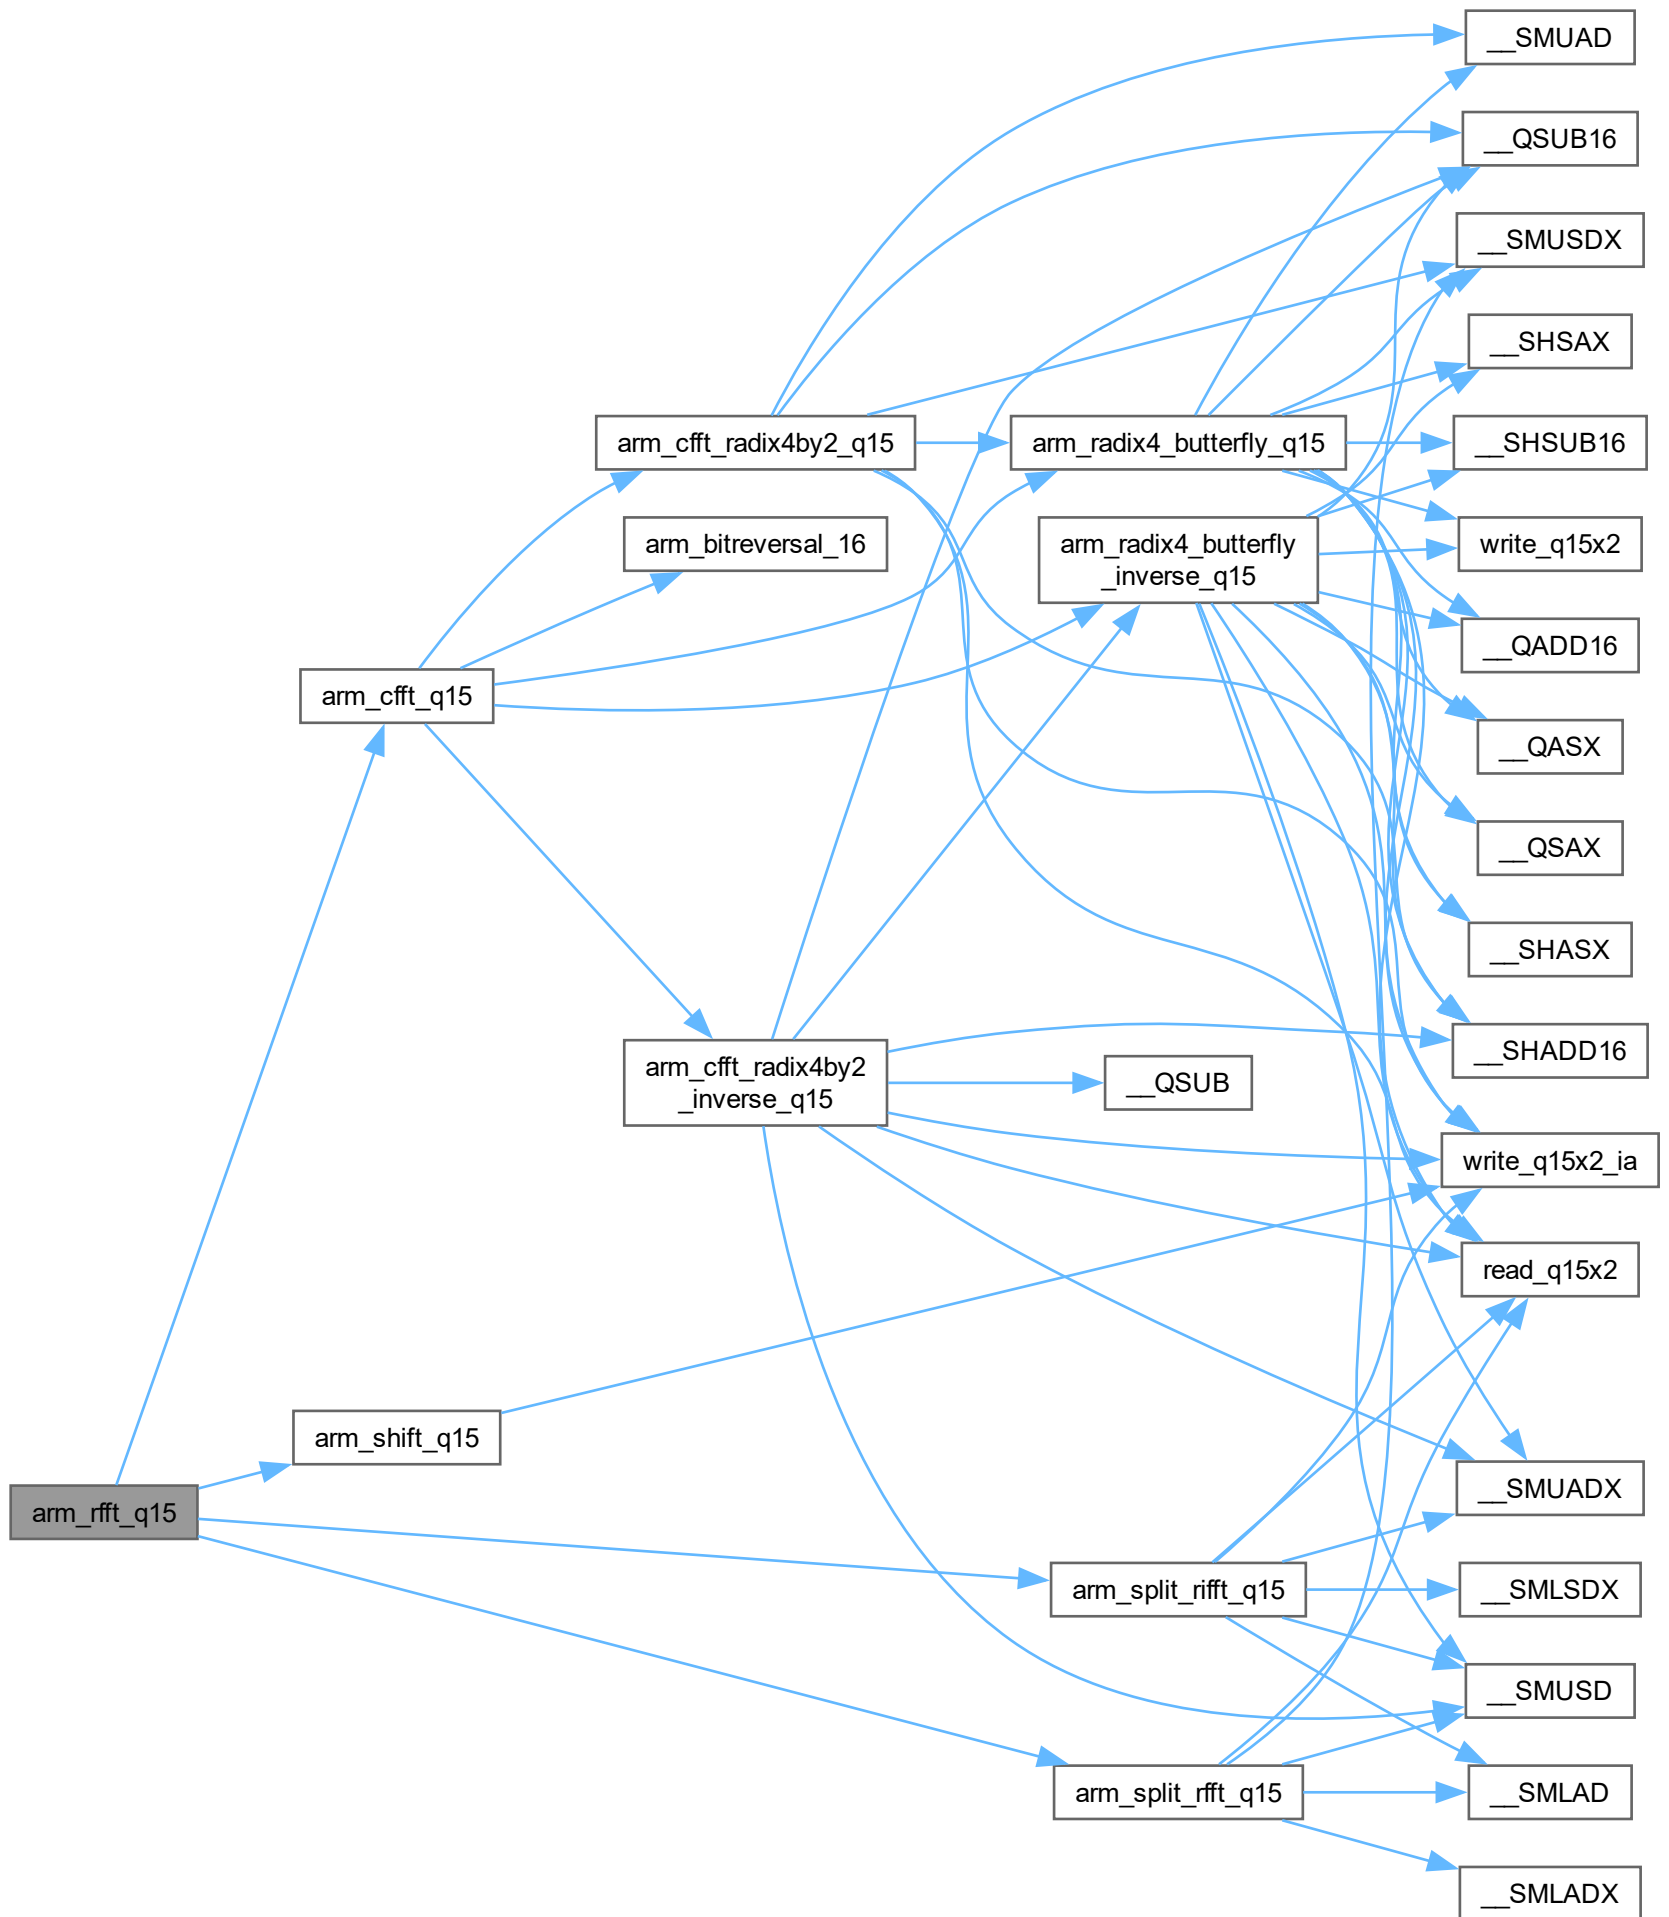 __SMUAD
__QSUB16
__SMUSDX
__SHSAX
arm_cfft_radix4by2_q15
arm_radix4_butterfly_q15
__SHSUB16
arm_bitreversal_16
arm_radix4_butterfly
_inverse_q15
write_q15x2
__QADD16
arm_cfft_q15
__QASX
__QSAX
__SHASX
arm_cfft_radix4by2
_inverse_q15
__QSUB
__SHADD16
write_q15x2_ia
read_q15x2
arm_shift_q15
__SMUADX
arm_rfft_q15
arm_split_rifft_q15
__SMLSDX
__SMUSD
arm_split_rfft_q15
__SMLAD
__SMLADX